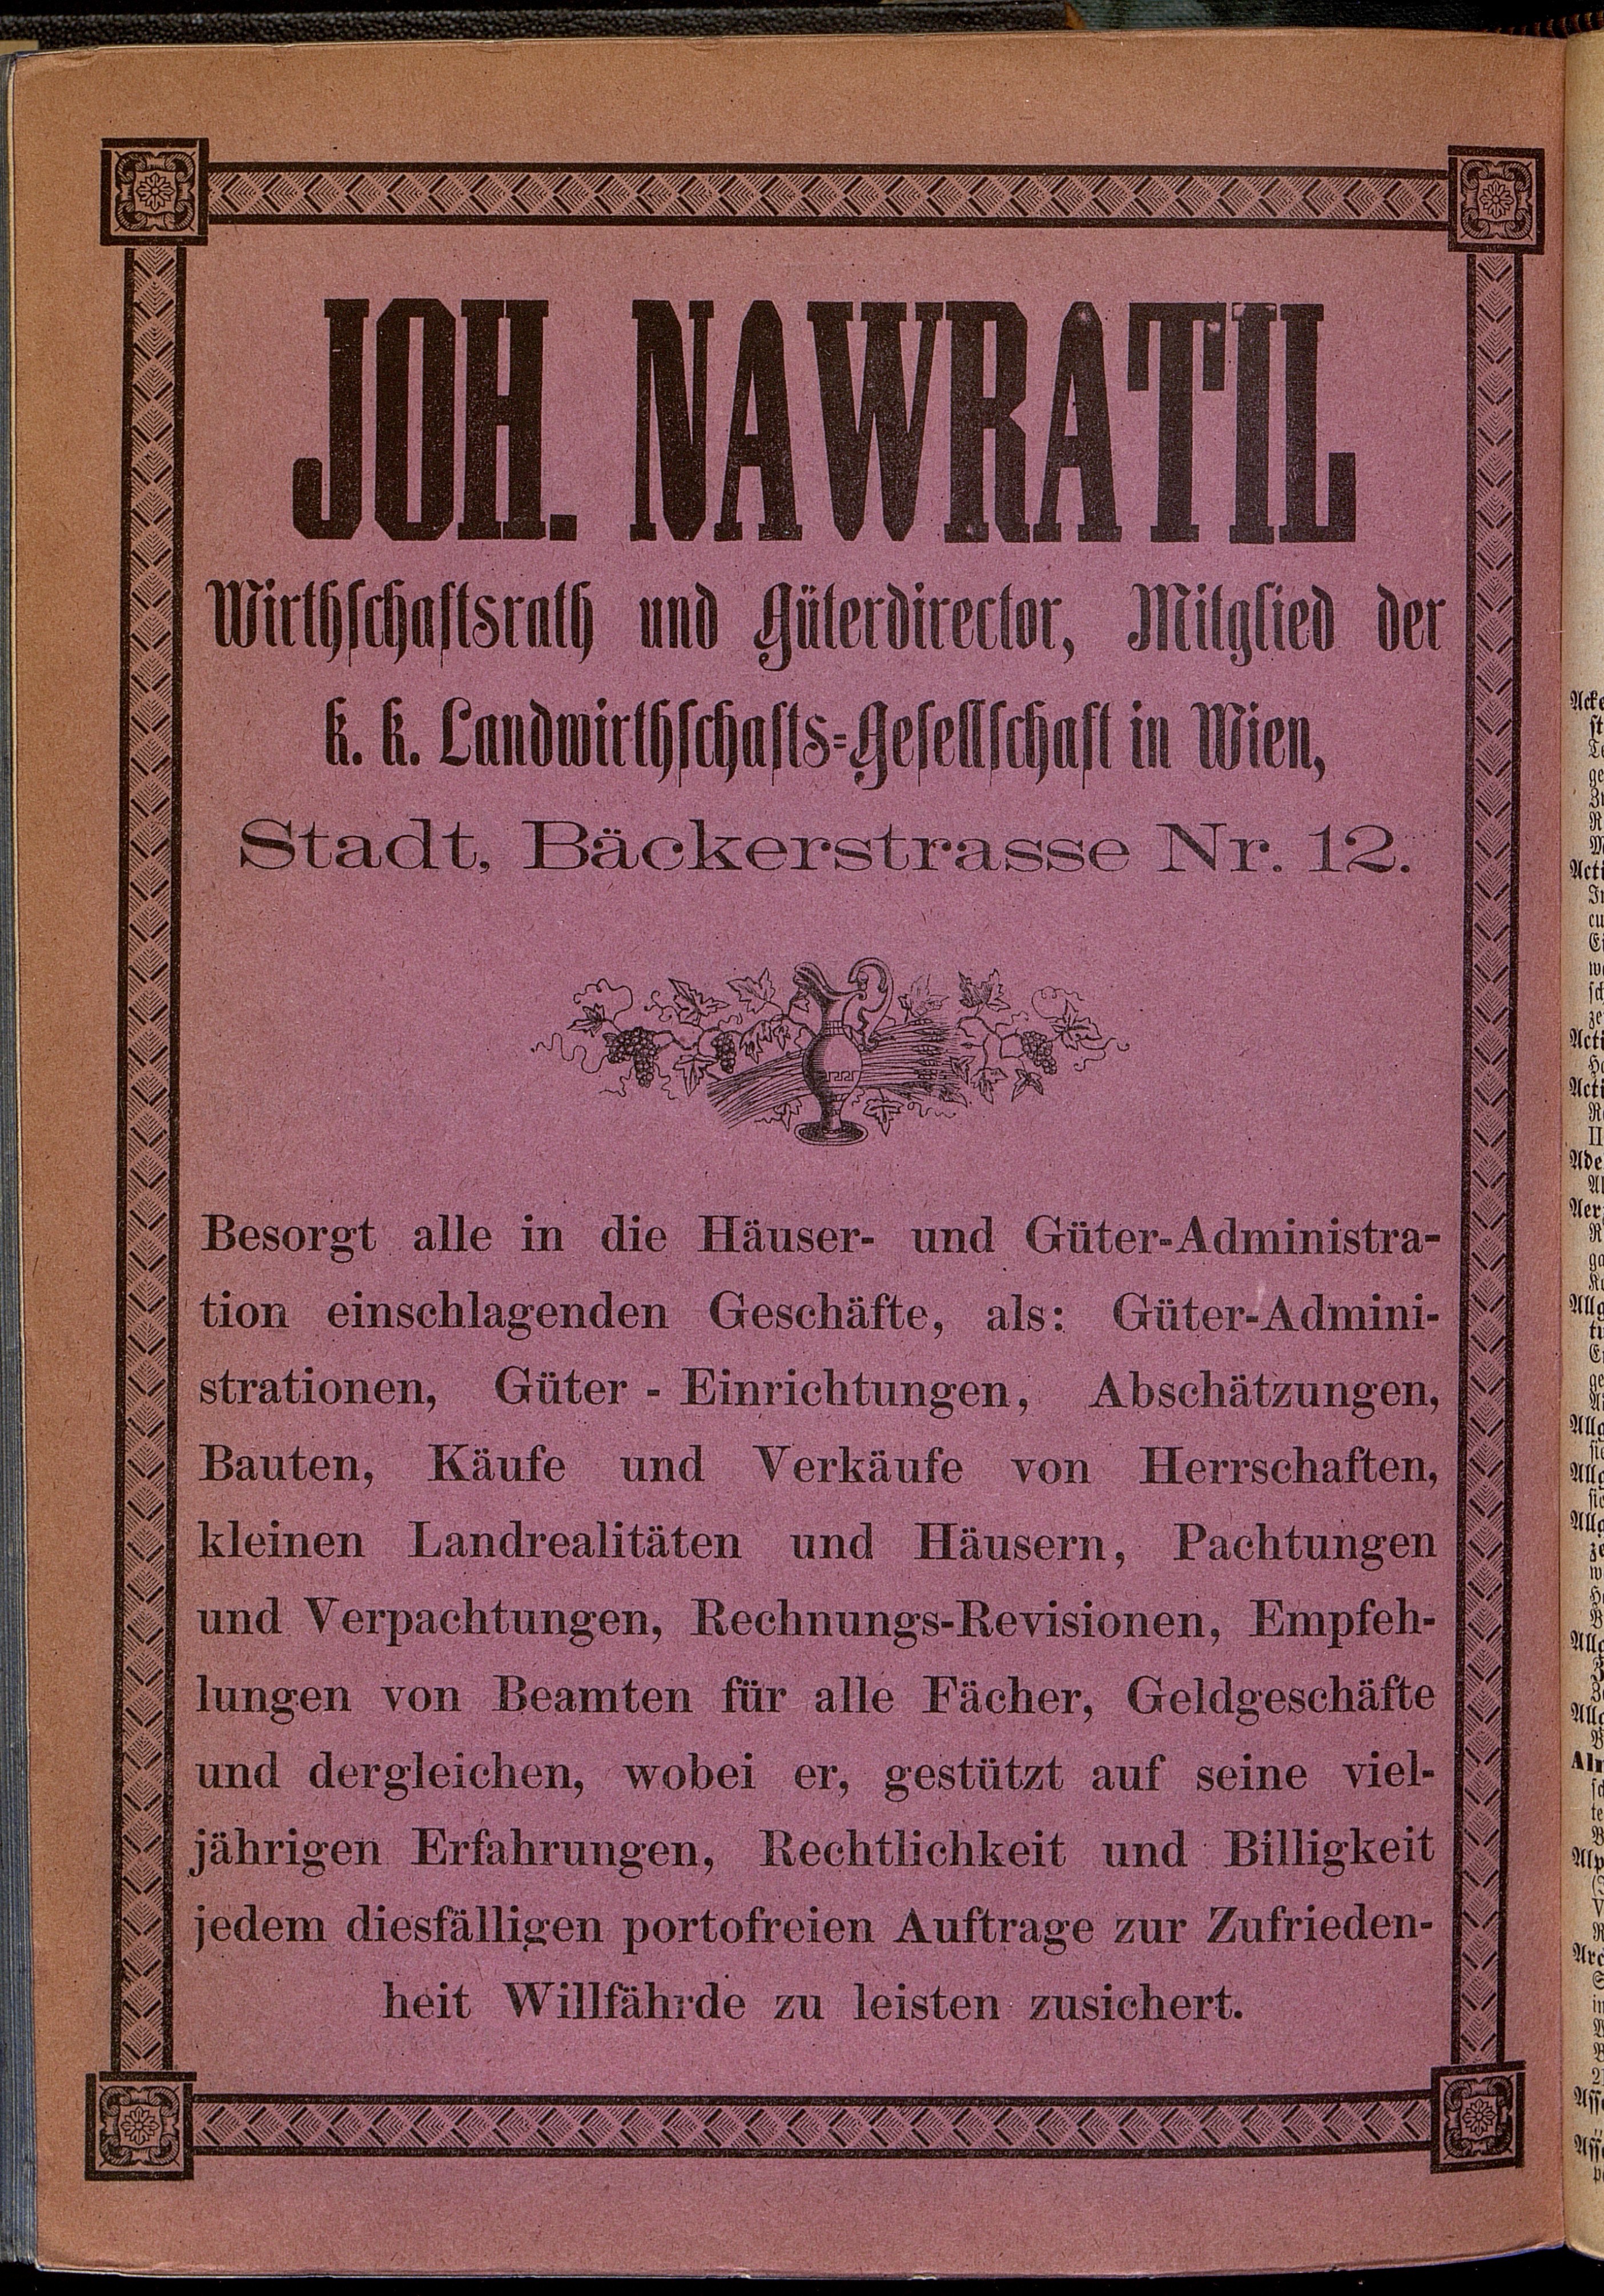 JOH. NAWRATIL
Wirthschaftsrath und Güterdirector, Mitglied der
k. k. Landwirthschafts-Gesellschaft in Wien,
Stadt, Bäckerstrasse Nr. 12.
Besorgt alle in die Häuser- und Güter-Administra-
tion einschlagenden Geschäfte, als: Güter-Admini-
strationen, Güter - Einrichtungen, Abschätzungen,
Bauten, Käufe und Verkäufe von Herrschaften,
kleinen Landrealitäten und Häusern, Pachtungen
und Verpachtungen, Rechnungs-Revisionen, Empfeh-
lungen von Beamten für alle Fächer, Geldgeschäfte
und dergleichen, wobei er, gestützt auf seine viel-
jährigen Erfahrungen, Rechtlichkeit und Billigkeit
jedem diesfälligen portofreien Auftrage zur Zufrieden-
heit Willfährde zu leisten zusichert.